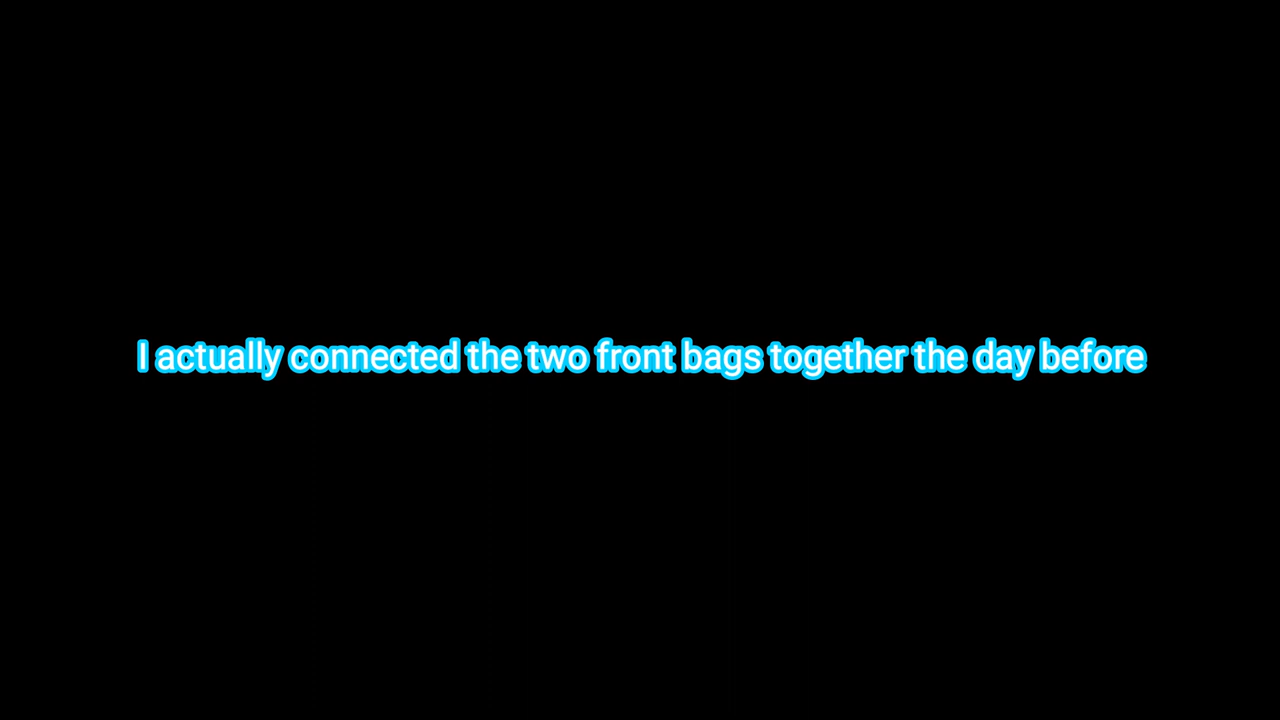 I actually connected the two front bags together the day before